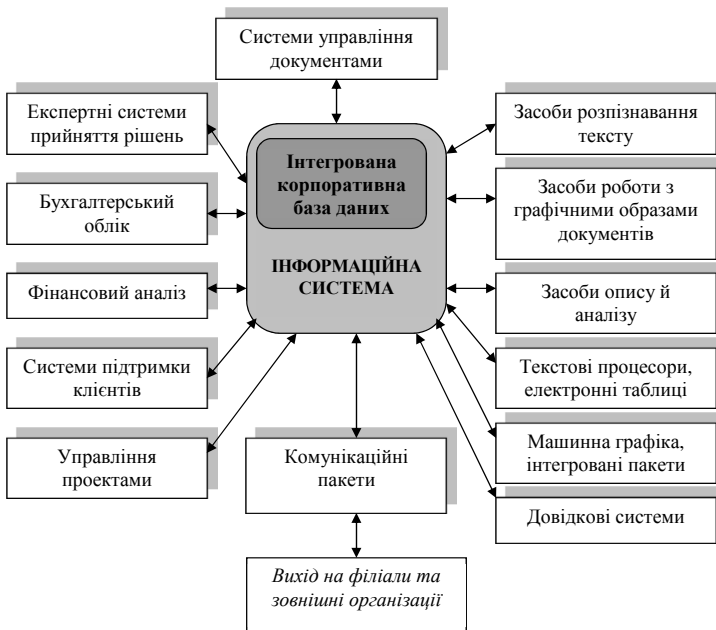 Системи управління
документами
Експертні системи
прийняття рішень
Бухгалтерський
облік
Фінансовий аналіз
Системи підтримки
клієнтів
Управління
проектами
Інтегрована
корпоративна
база даних
ІНФОРМАЦІЙНА
СИСТЕМА
Комунікаційні
пакети
Вихід на філіали та
зовнішні організації
Засоби розпізнавання
тексту
Засоби роботи з
графічними образами
документів
Засоби опису й
аналізу
Текстові процесори,
електронні таблиці
Машинна графіка,
інтегровані пакети
Довідкові системи